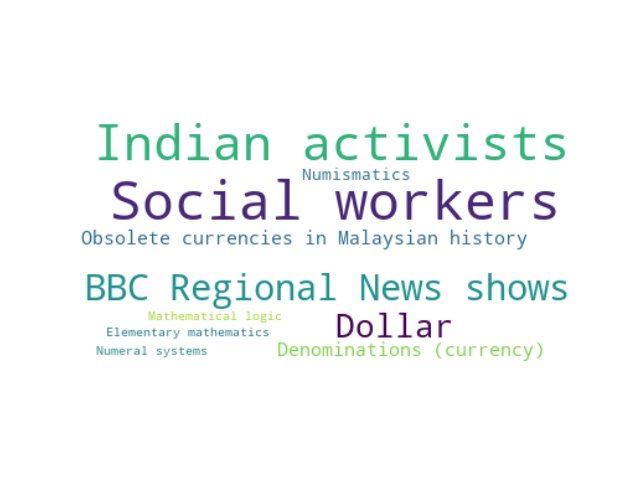 Indian activists
Numismatics
Social workers
Obsolete currencies in Malaysian history
BBC Regional News shows
Mathematical logic
Dollar
Elementary mathematics
Denominations (currency)
Numeral systems